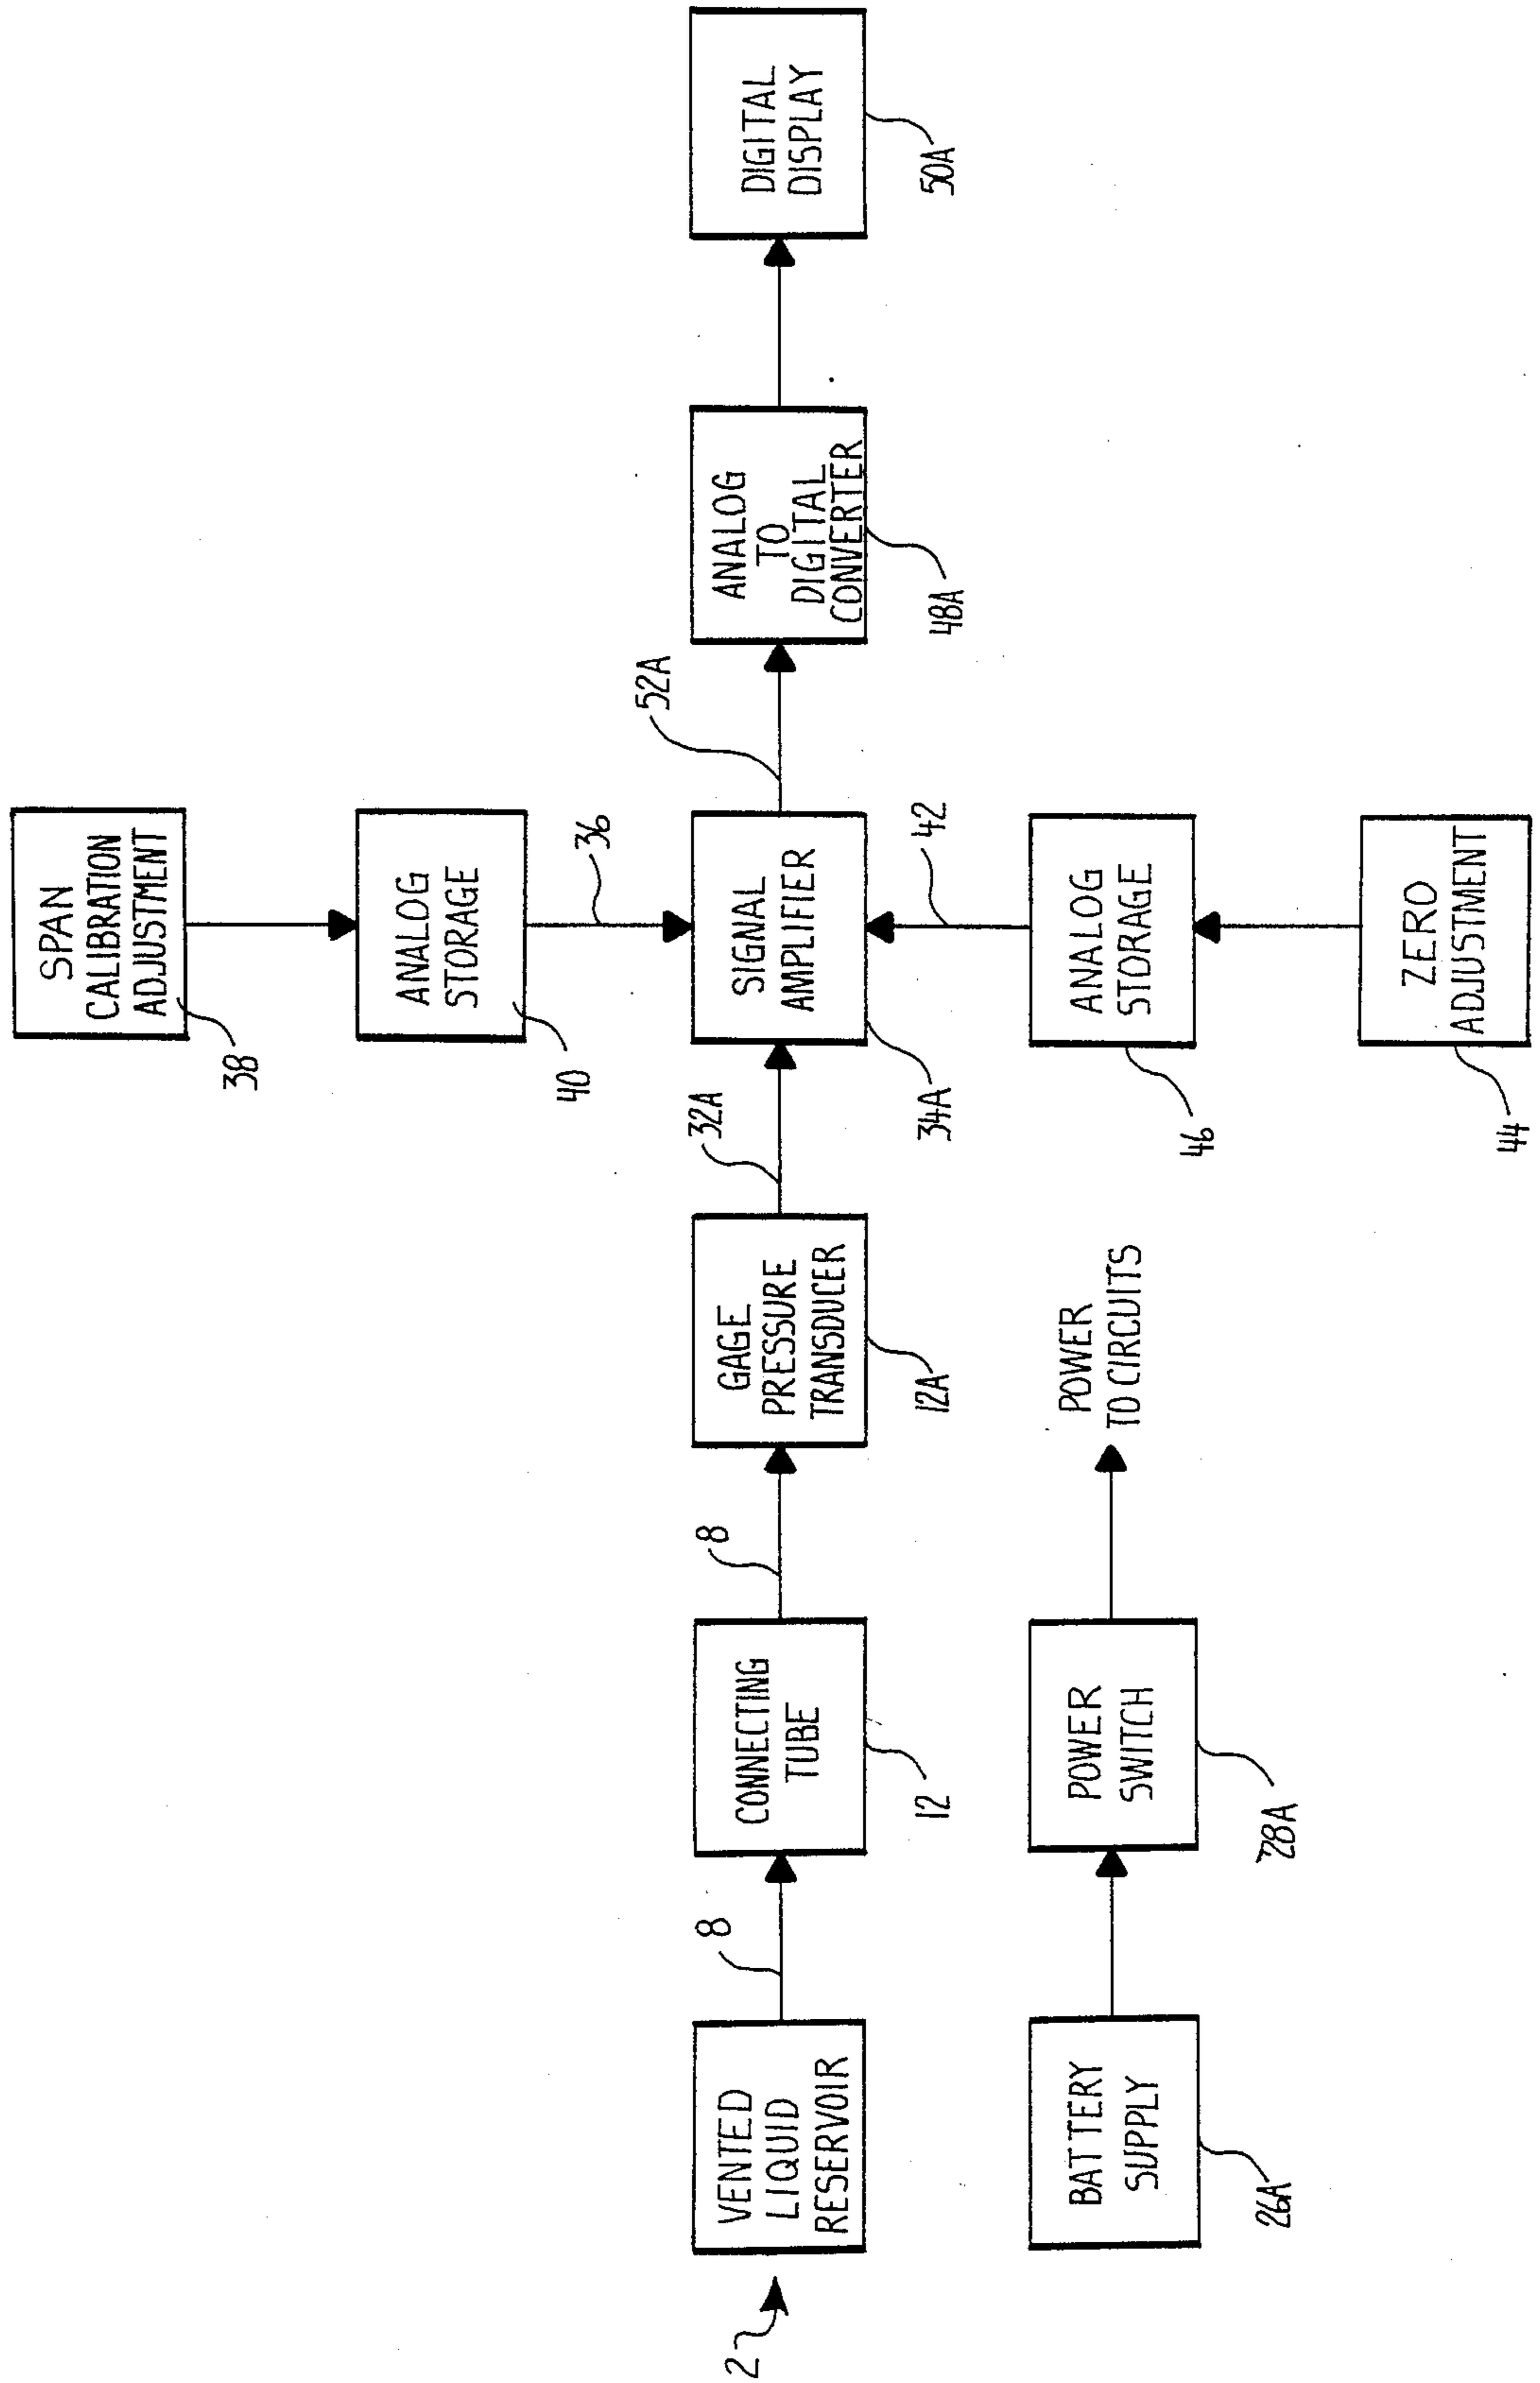 SPAN
CALIBRATION
ADJUSTMENT
38
ANALOG
STORAGE
40
36
VENTED
LIQUID
RESERVOIR
2
8
CONNECTING
TUBE
12
8
GAGE
PRESSURE
TRANSDUCER
12A
32A
SIGNAL
AMPLIFIER
34A
52A
ANALOG
TO
DIGITAL
CONVERTER
48A
DIGITAL
DISPLAY
50A
42
ANALOG
STORAGE
46
ZERO
ADJUSTMENT
44
BATTERY
SUPPLY
26A
POWER
SWITCH
28A
POWER
TO CIRCUITS